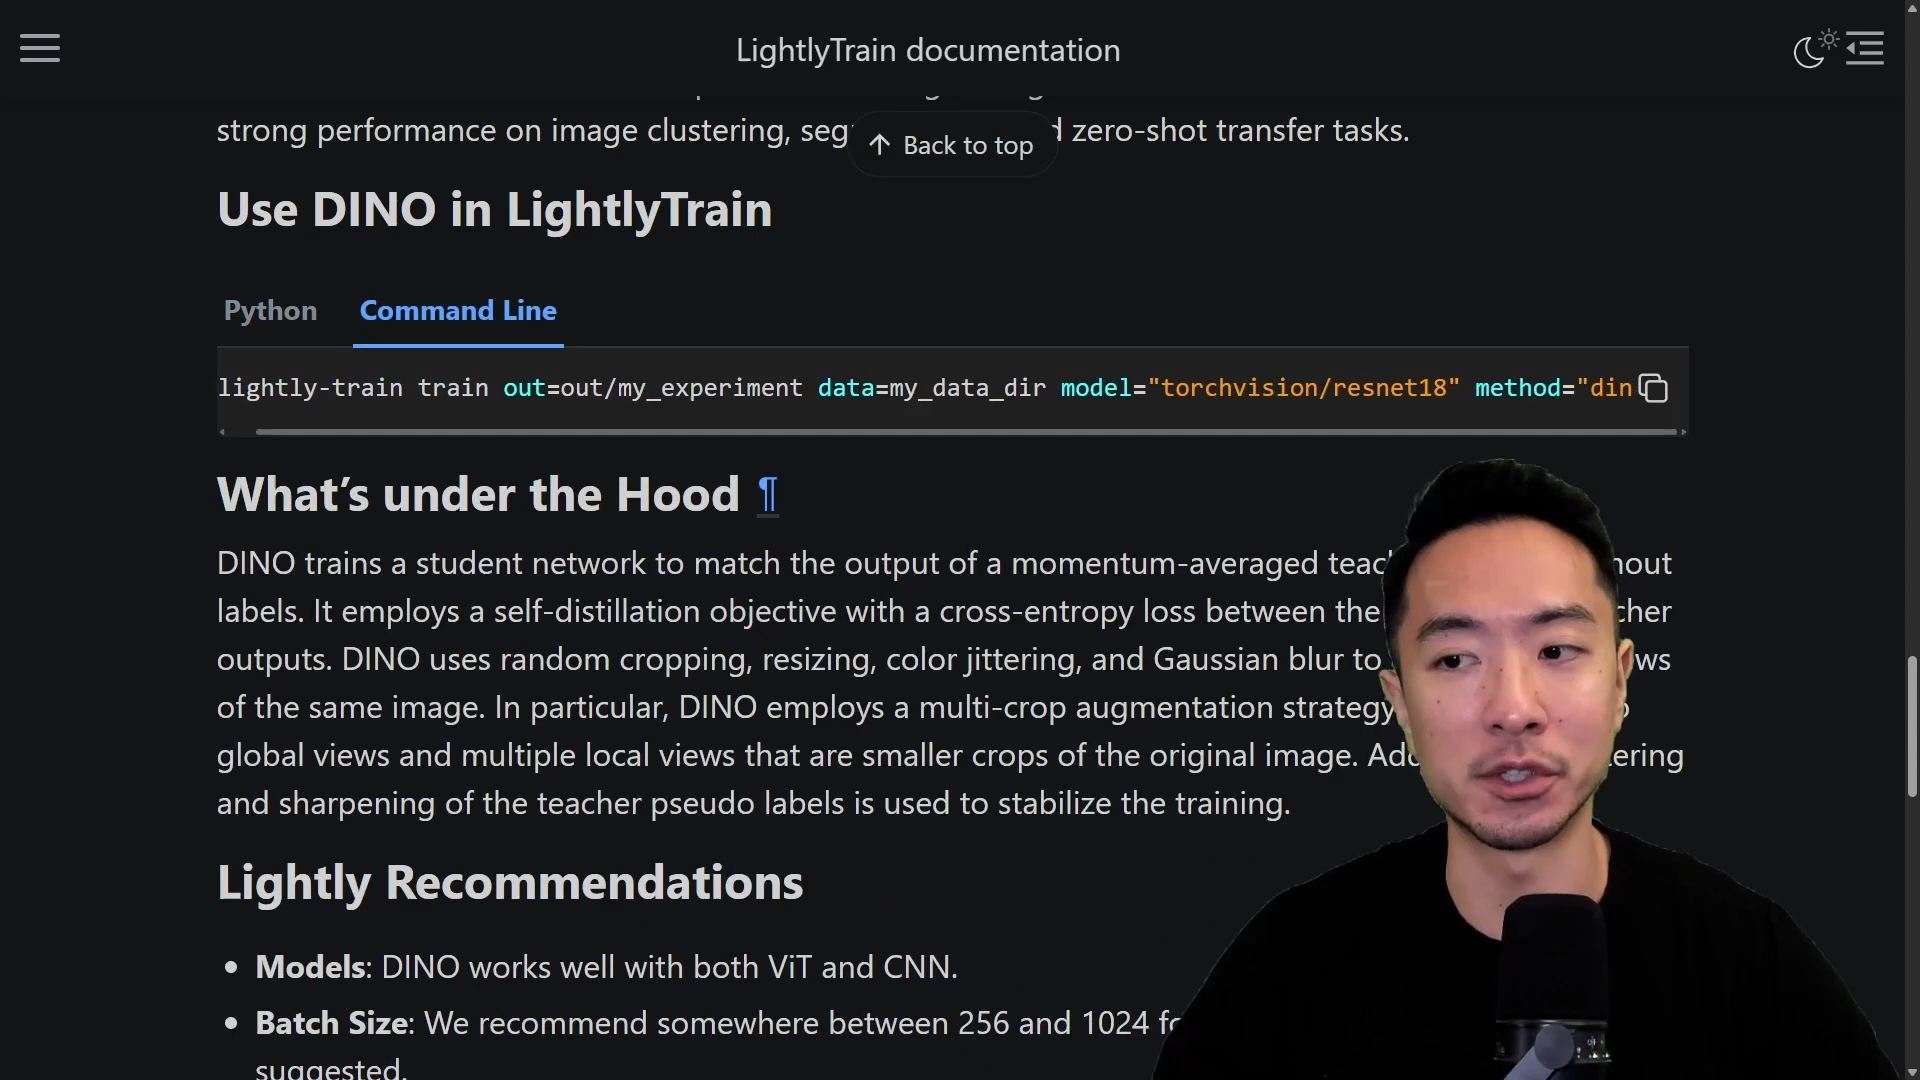 LightlyTrain documentation
strong performance on image clustering, zero-shot transfer tasks.
Back to top
Use DINO in LightlyTrain
Python Command Line
lightly-train train out=out/my_experiment data=my_data_dir model="torchvision/resnet18" method="din
What's under the Hood ¶
DINO trains a student network to match the output of a momentum-averaged
labels. It employs a self-distillation objective with a cross-entropy loss between the
outputs. DINO uses random cropping, resizing, color jittering, and Gaussian blur to
of the same image. In particular, DINO employs a multi-crop augmentation strategy
global views and multiple local views that are smaller crops of the original image.
and sharpening of the teacher pseudo labels is used to stabilize the training.
Lightly Recommendations
• Models: DINO works well with both ViT and CNN.
• Batch Size: We recommend somewhere between 256 and 1024
suggested.